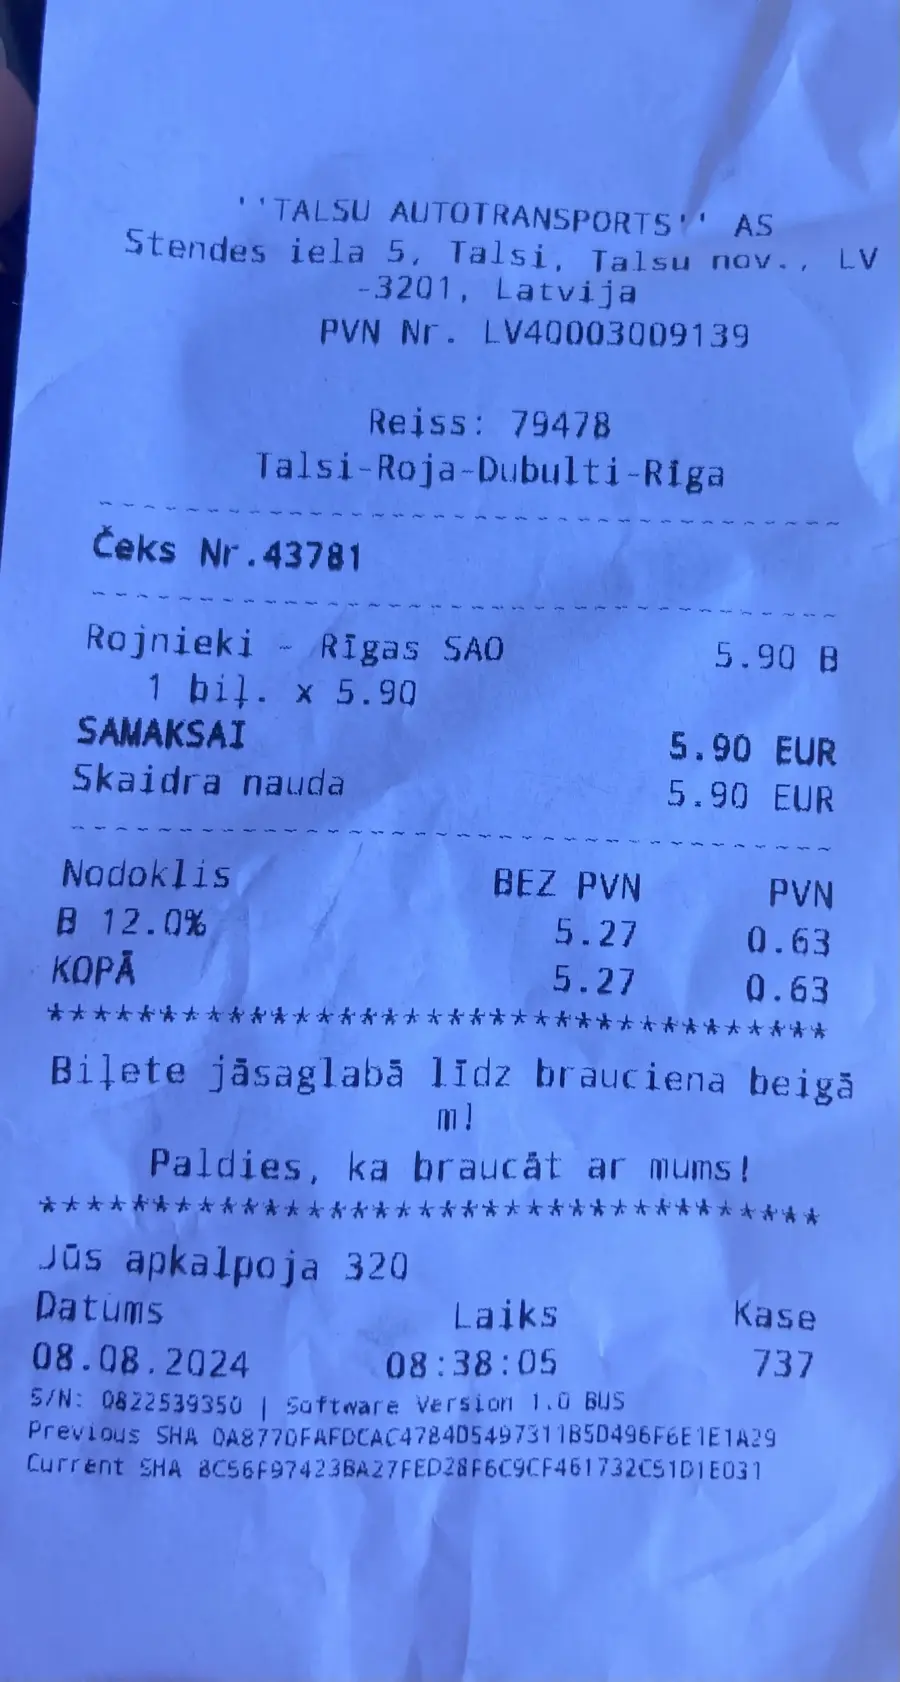 ''TALSU AUTOTRANSPORTS'' AS
Stendes iela 5, Talsi, Talsu nov., LV
-3201, Latvija
PVN Nr. LV40003009139
Reiss: 79478
Talsi-Roja-Dubulti-Rīga
Čeks Nr.43781
Rojnieki - Rīgas SAO 5.90 B
1 biļ. x 5.90
SAMAKSAI 5.90 EUR
Skaidra nauda 5.90 EUR
Nodoklis BEZ PVN PVN
B 12.0% 5.27 0.63
KOPĀ 5.27 0.63
***********************************
Biļete jāsaglabā līdz brauciena beigā
m!
Paldies, ka braucāt ar mums!
***********************************
Jūs apkalpoja 320
Datums Laiks Kase
08.08.2024 08:38:05 737
S/N: 0822539350 | Software Version 1.0 BUS
Previous SHA 0A8770FAFDCAC4784D5497311B5D496F6E1E1A29
Current SHA 8C56F97423BA27FED28F6C9CF461732C51D1E031